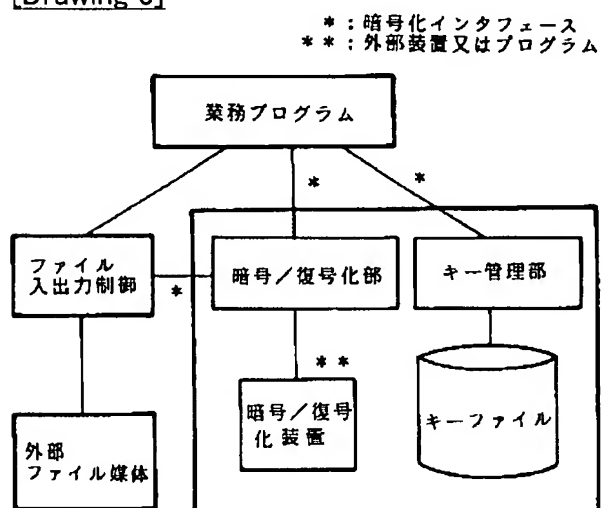 * : 暗号化インタフェース
* * : 外部装置又はプログラム
業務プログラム
*
*
ファイル
入出力制御
*
暗号/復号化部
キー管理部
* *
暗号/復号
化装置
キーファイル
外部
ファイル媒体